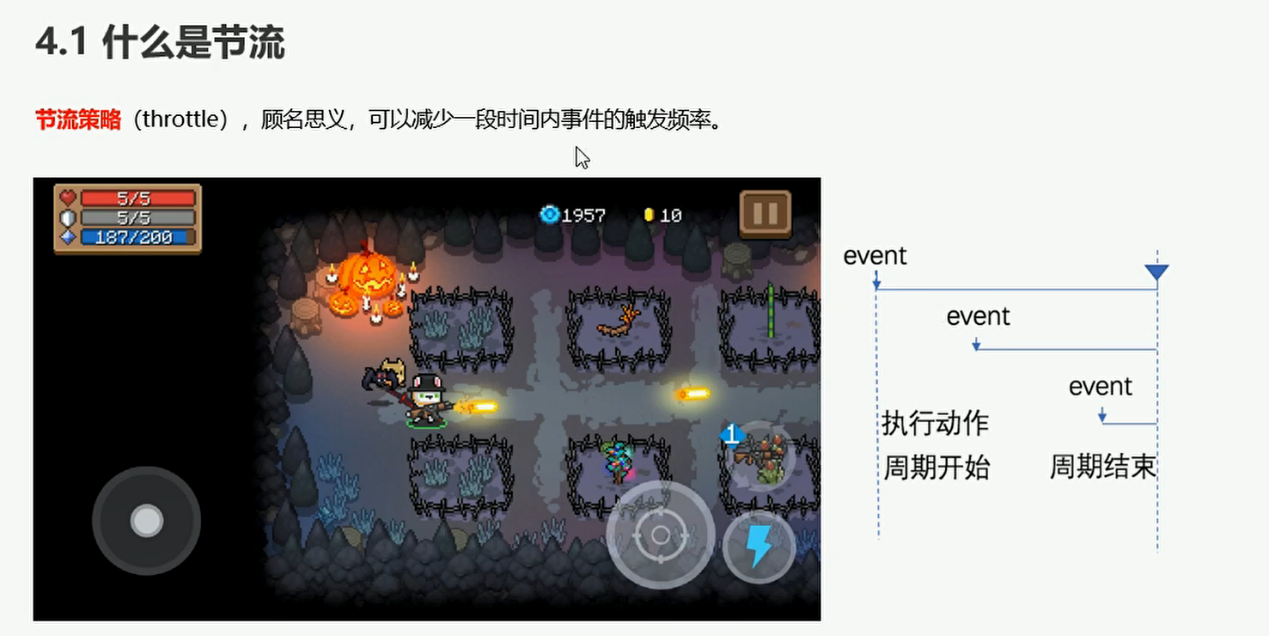 4.1 什么是节流
节流策略（throttle），顾名思义，可以减少一段时间内事件的触发频率。
5/5
5/5
187/200
1957
10
1
event
event
event
执行动作
周期开始
周期结束